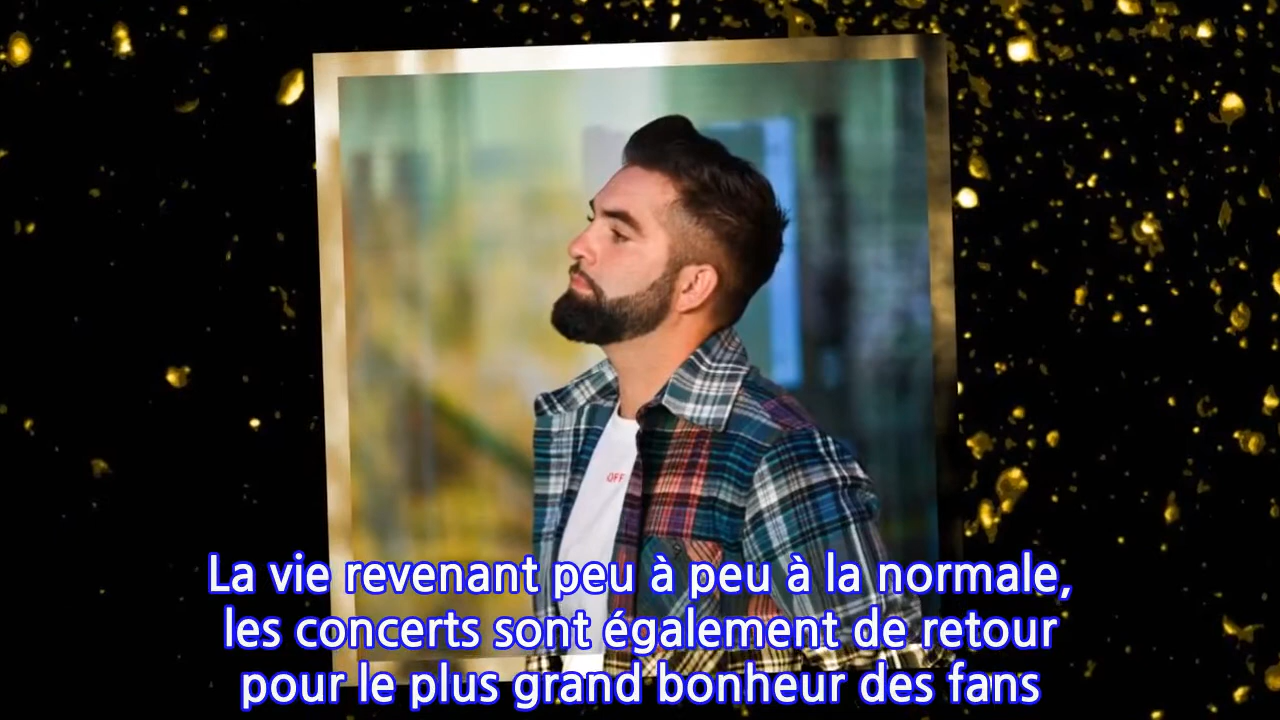 OFF
La vie revenant peu à peu à la normale,
les concerts sont également de retour
pour le plus grand bonheur des fans